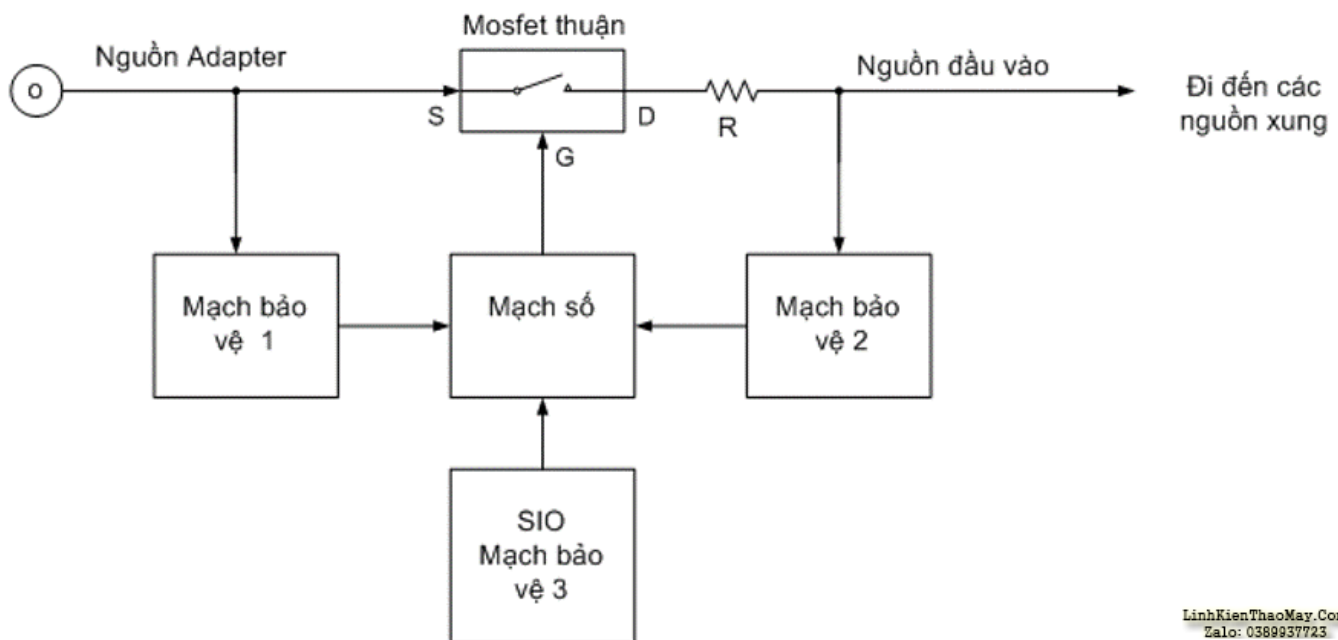 Mosfet thuận
Nguồn Adapter
Nguồn đầu vào
O
S
D
R
G
Đi đến các
nguồn xung
Mạch bảo
vệ 1
Mạch số
Mạch bảo
vệ 2
SIO
Mạch bảo
vệ 3
LinhKienThaoMay.Com
Zalo: 0389937723